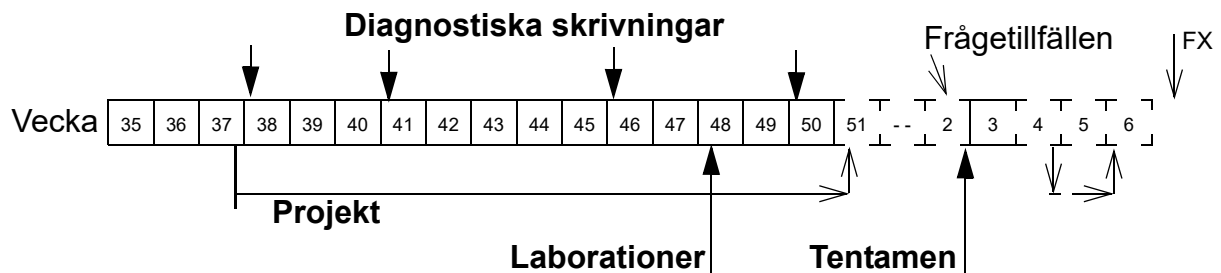 Diagnostiska skrivningar
Frågetillfällen
FX
Vecka 35 36 37 38 39 40 41 42 43 44 45 46 47 48 49 50 51 - - 2 3 4 5 6
Projekt
Laborationer Tentamen